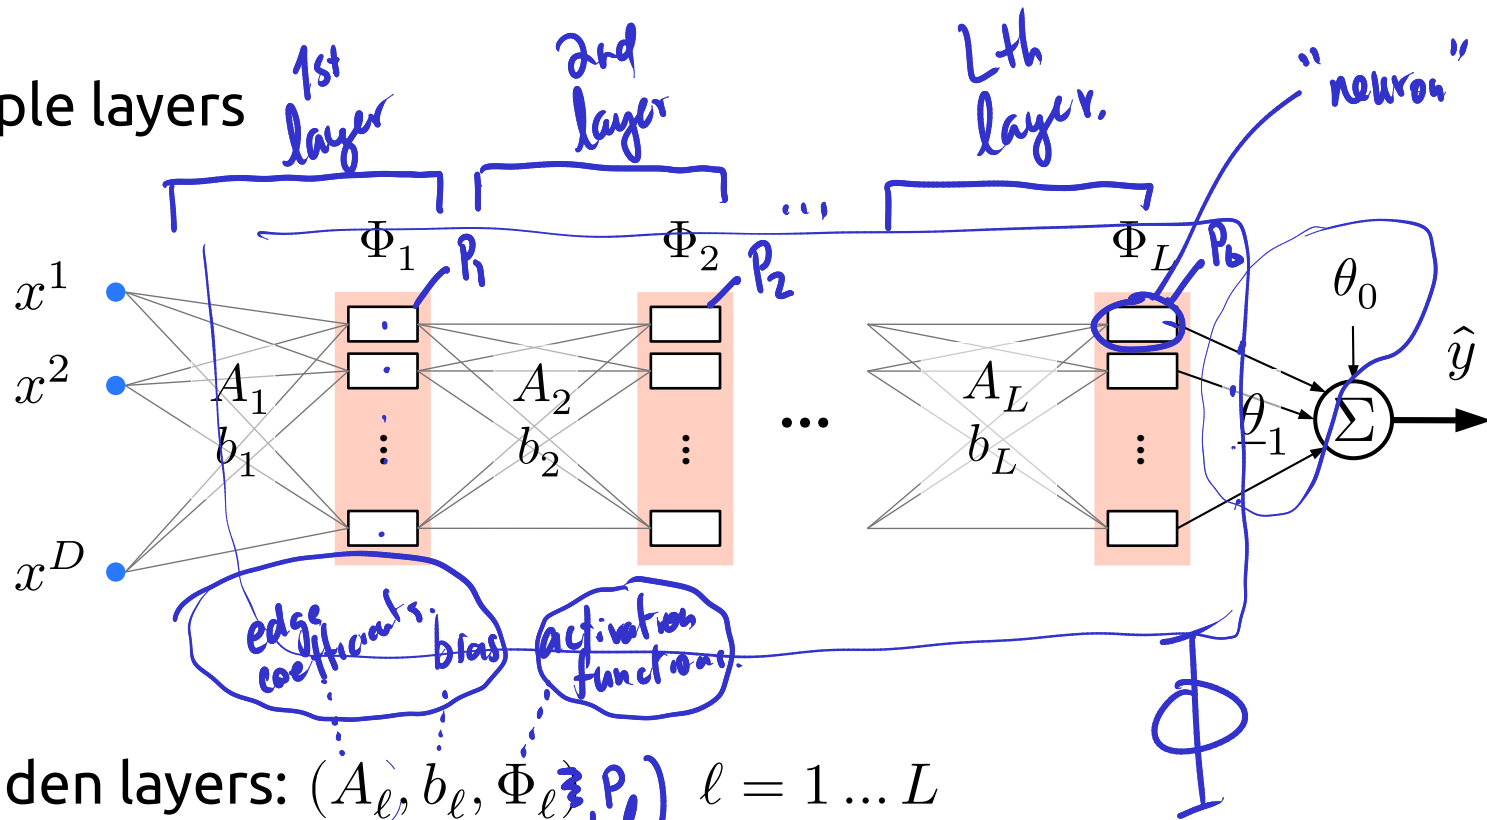 1st layer
2nd layer
Lth layer.
"neuron"
ple layers
...
Φ₁ P₁
Φ₂ P₂
Φ_L
x¹
x²
x^D
A₁
b₁
A₂
b₂
...
A_L
b_L
θ₀
θ₁
Σ
ŷ
edge coefficients.
bias
activation functions.
Φ
den layers: (A_ℓ, b_ℓ, Φ_ℓ, P_ℓ) ℓ = 1 ... L